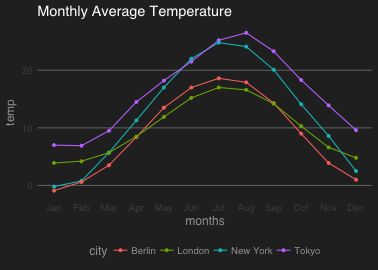 Monthly Average Temperature
temp
20
10
0
Jan Feb Mar Apr May Jun Jul Aug Sep Oct Nov Dec
months
city Berlin London New York Tokyo